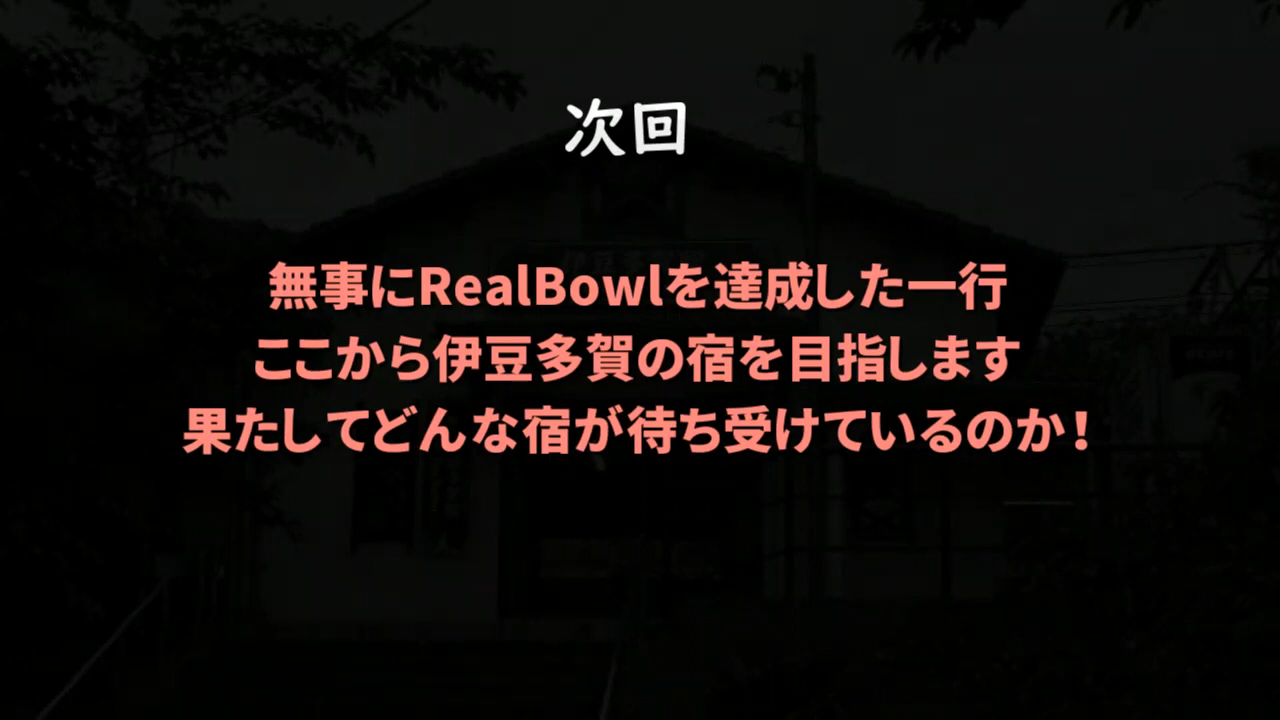 次回
無事にRealBowlを達成した一行
ここから伊豆多賀の宿を目指します
果たしてどんな宿が待ち受けているのか！